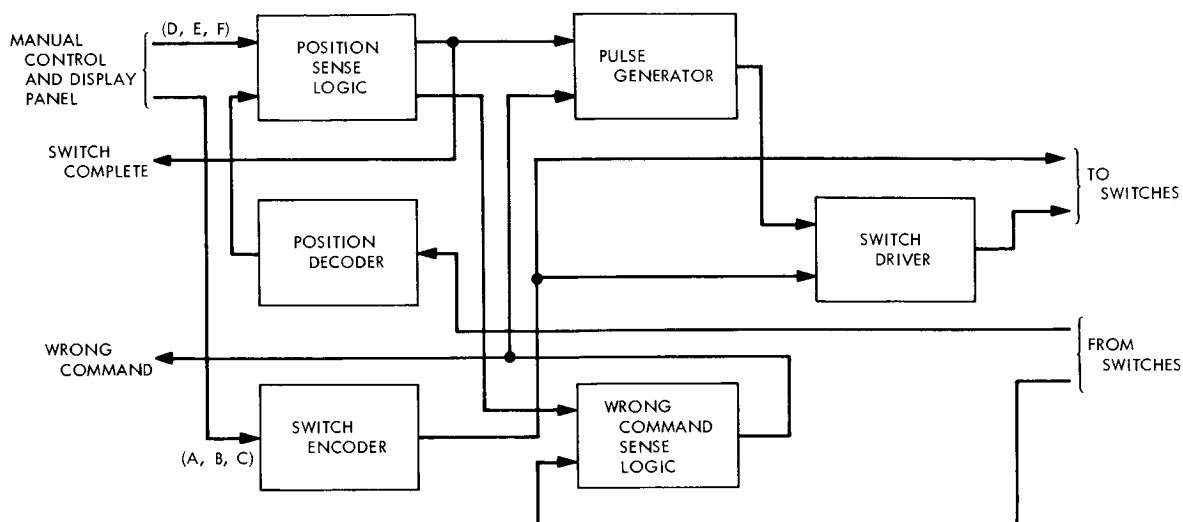 MANUAL
CONTROL
AND DISPLAY
PANEL
(D, E, F)
POSITION
SENSE
LOGIC
PULSE
GENERATOR
SWITCH
COMPLETE
TO
SWITCHES
POSITION
DECODER
SWITCH
DRIVER
WRONG
COMMAND
FROM
SWITCHES
SWITCH
ENCODER
WRONG
COMMAND
SENSE
LOGIC
(A, B, C)